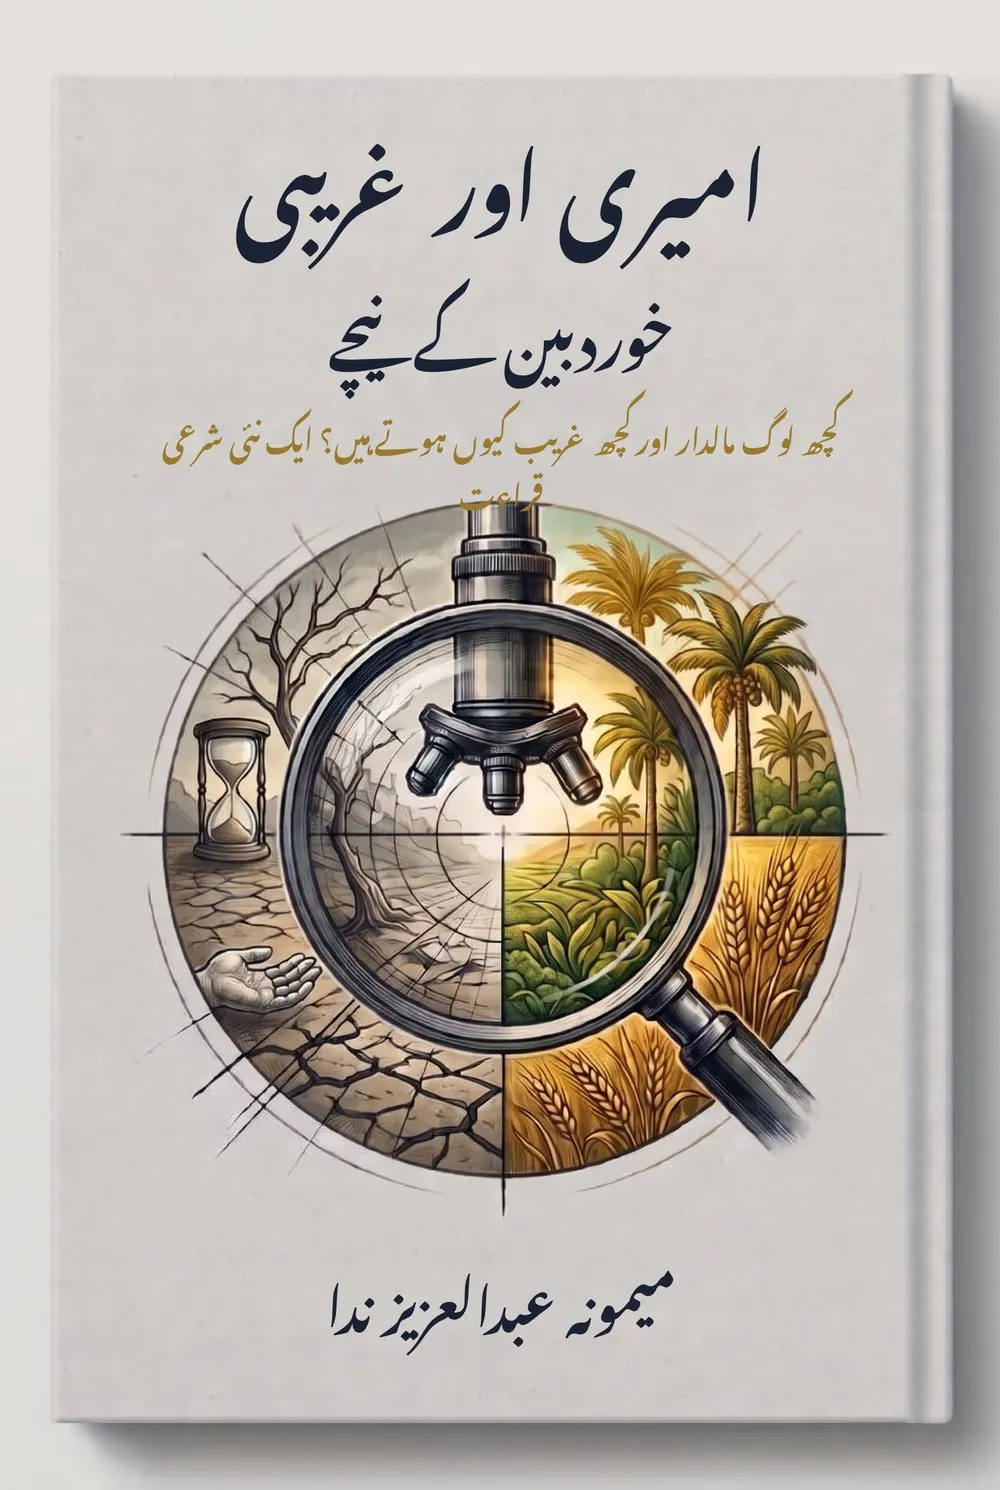 امیری اور غریبی
خوردبین کے نیچے
کچھ لوگ مالدار اور کچھ غریب کیوں ہوتے ہیں؟ ایک نئی شرعی
قراءت
میمونہ عبدالعزیز ندا